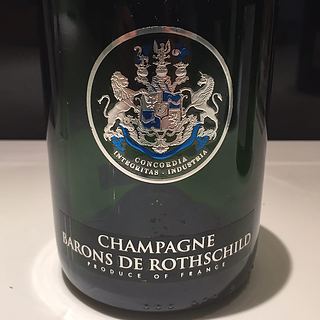 CONCORDIA
INTEGRITAS - INDUSTRIA
CHAMPAGNE
BARONS DE ROTHSCHILD
PRODUCE OF FRANCE